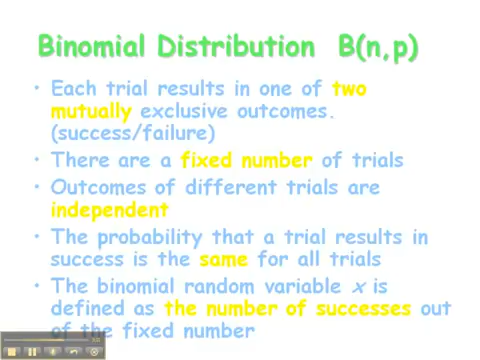 Binomial Distribution B(n,p)
• Each trial results in one of two
mutually exclusive outcomes.
(success/failure)
• There are a fixed number of trials
• Outcomes of different trials are
independent
• The probability that a trial results in
success is the same for all trials
• The binomial random variable x is
defined as the number of successes out
of the fixed number